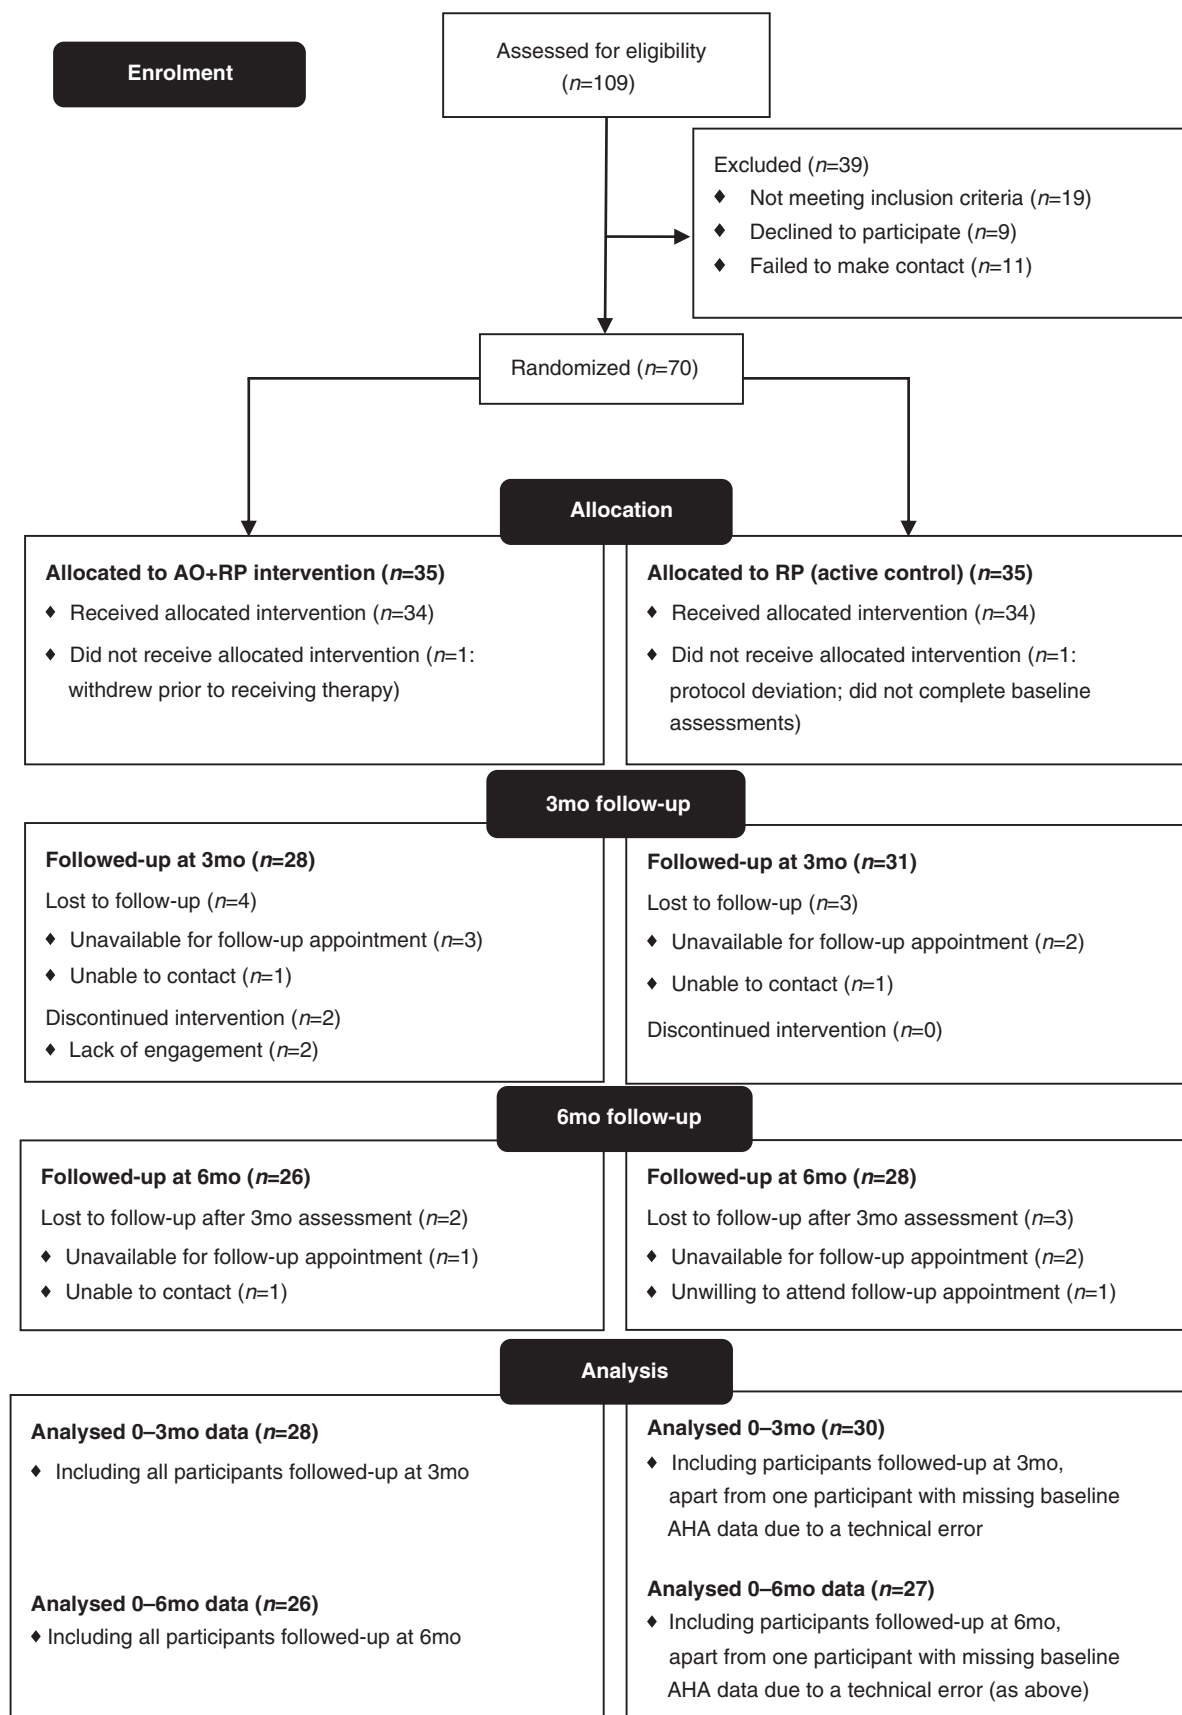 Enrolment
Assessed for eligibility
(n=109)
Excluded (n=39)
♦ Not meeting inclusion criteria (n=19)
♦ Declined to participate (n=9)
♦ Failed to make contact (n=11)
Randomized (n=70)
Allocation
Allocated to AO+RP intervention (n=35)
♦ Received allocated intervention (n=34)
♦ Did not receive allocated intervention (n=1:
withdrew prior to receiving therapy)
Allocated to RP (active control) (n=35)
♦ Received allocated intervention (n=34)
♦ Did not receive allocated intervention (n=1:
protocol deviation; did not complete baseline
assessments)
3mo follow-up
Followed-up at 3mo (n=28)
Lost to follow-up (n=4)
♦ Unavailable for follow-up appointment (n=3)
♦ Unable to contact (n=1)
Discontinued intervention (n=2)
♦ Lack of engagement (n=2)
Followed-up at 3mo (n=31)
Lost to follow-up (n=3)
♦ Unavailable for follow-up appointment (n=2)
♦ Unable to contact (n=1)
Discontinued intervention (n=0)
6mo follow-up
Followed-up at 6mo (n=26)
Lost to follow-up after 3mo assessment (n=2)
♦ Unavailable for follow-up appointment (n=1)
♦ Unable to contact (n=1)
Followed-up at 6mo (n=28)
Lost to follow-up after 3mo assessment (n=3)
♦ Unavailable for follow-up appointment (n=2)
♦ Unwilling to attend follow-up appointment (n=1)
Analysis
Analysed 0–3mo data (n=28)
♦ Including all participants followed-up at 3mo
Analysed 0–6mo data (n=26)
♦ Including all participants followed-up at 6mo
Analysed 0–3mo (n=30)
♦ Including participants followed-up at 3mo,
apart from one participant with missing baseline
AHA data due to a technical error
Analysed 0–6mo data (n=27)
♦ Including participants followed-up at 6mo,
apart from one participant with missing baseline
AHA data due to a technical error (as above)